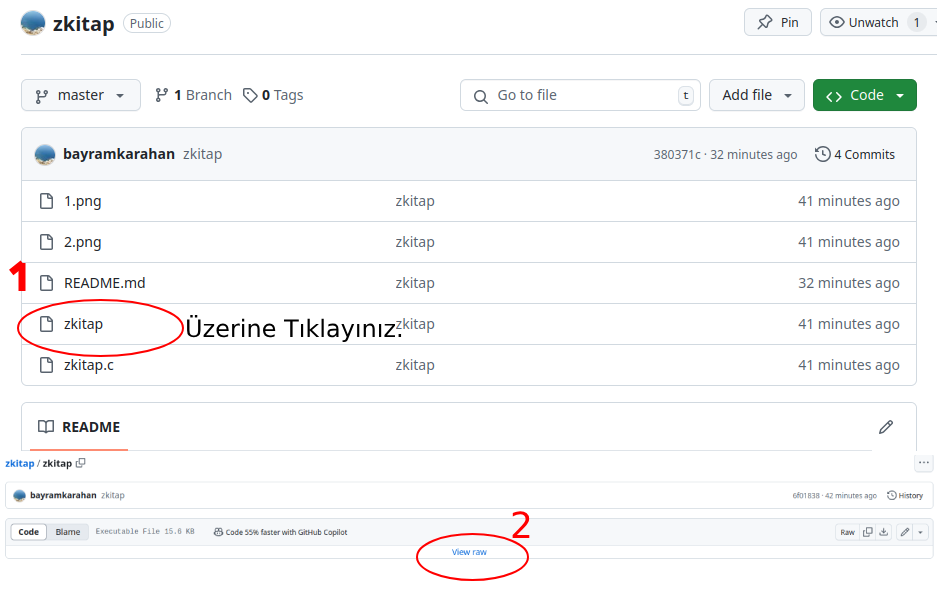 zkitap Public Pin Unwatch 1
master 1 Branch 0 Tags Go to file t Add file Code
bayramkarahan zkitap 380371c · 32 minutes ago 4 Commits
1.png zkitap 41 minutes ago
2.png zkitap 41 minutes ago
1 README.md zkitap 32 minutes ago
zkitap Üzerine Tıklayınız. zkitap 41 minutes ago
zkitap.c zkitap 41 minutes ago
README
zkitap / zkitap
bayramkarahan zkitap 6f01838 · 42 minutes ago History
Code Blame Executable File 15.6 KB Code 55% faster with GitHub Copilot 2 Raw
View raw